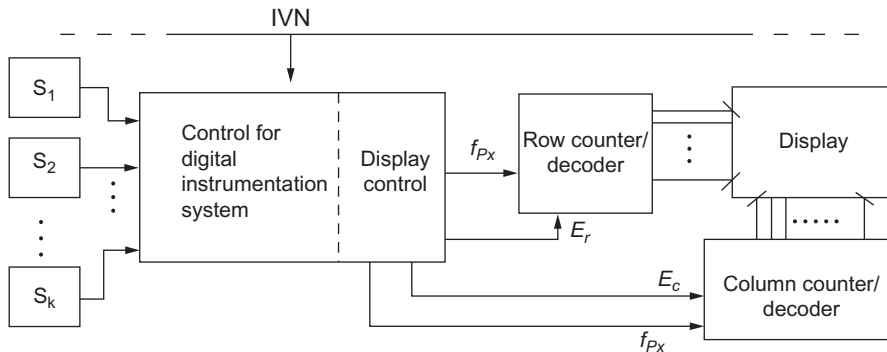 IVN
S1
S2
Sk
Control for
digital
instrumentation
system
Display
control
fPx
Row counter/
decoder
Display
Er
Ec
fPx
Column counter/
decoder